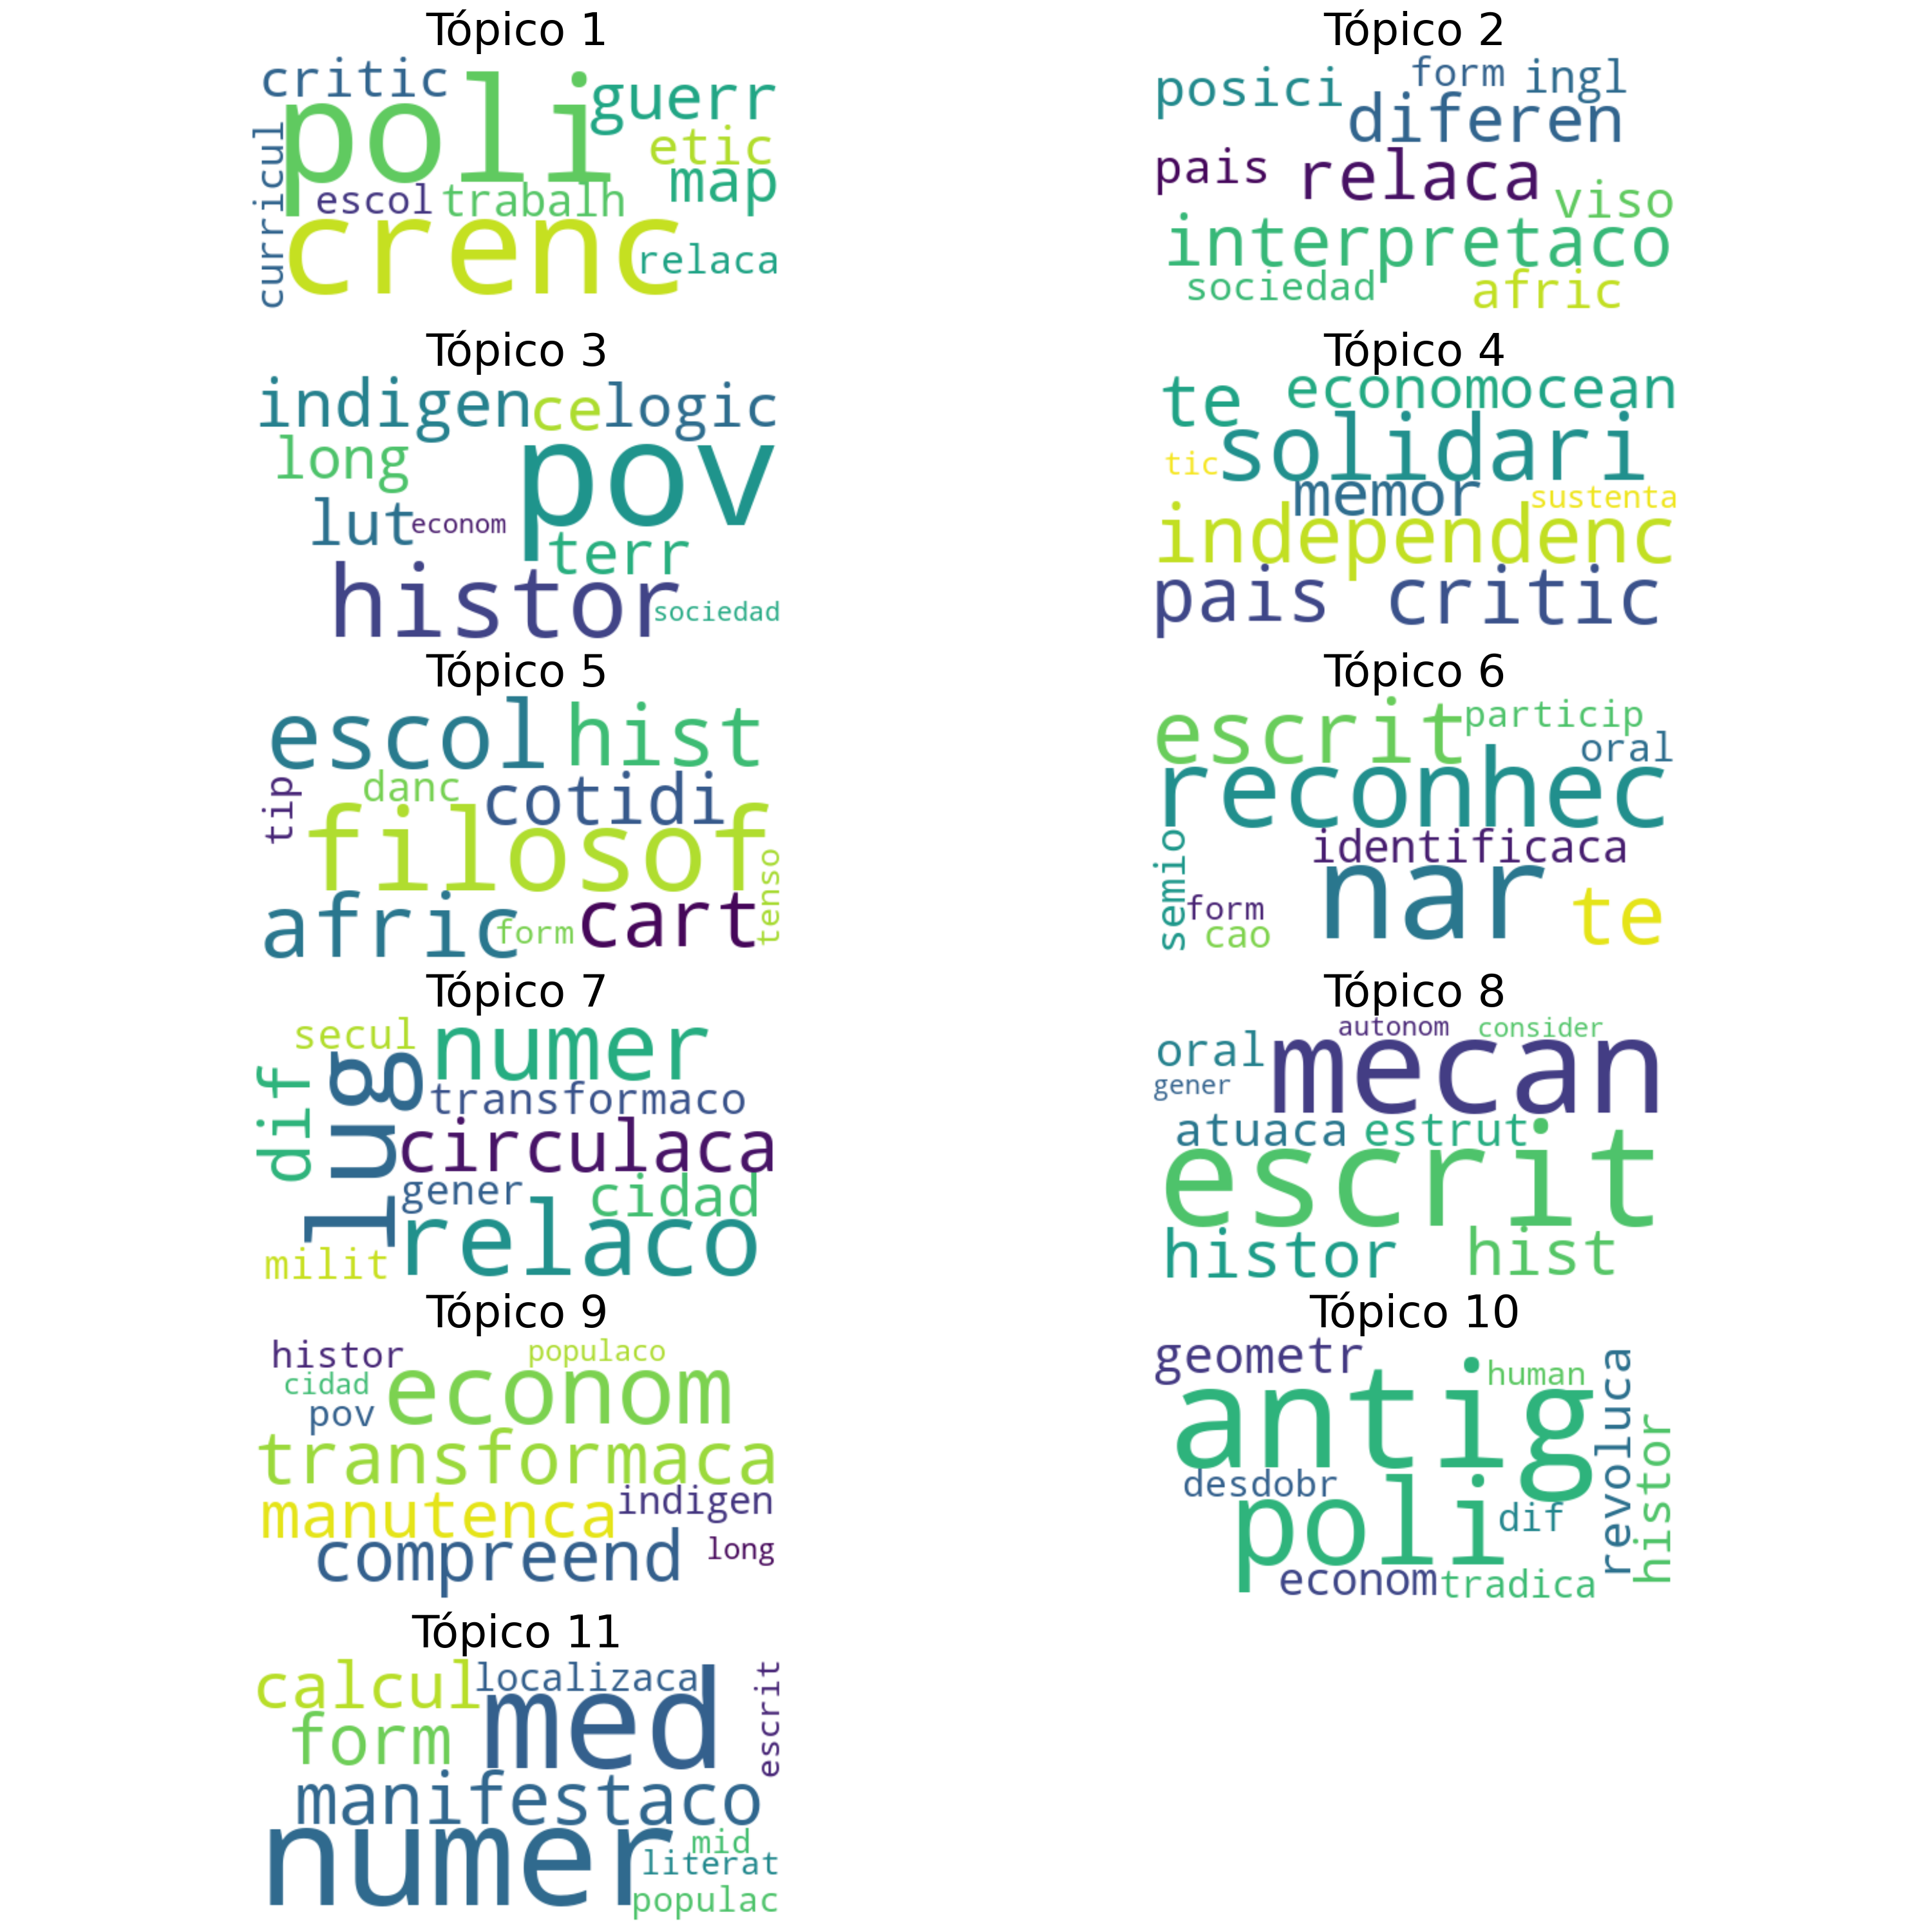 Tópico 1
critic
poli
guerr
etic
map
curricul
escol
trabalh
crenc
relaca
Tópico 2
posici
form
ingl
diferen
pais
relaca
viso
interpretaco
sociedad
afric
Tópico 3
indigen
ce
logic
long
pov
lut
econom
terr
histor
sociedad
Tópico 4
te
econom
ocean
solidari
tic
memor
sustenta
independenc
pais
critic
Tópico 5
escol
hist
tip
danc
cotidi
filosof
tenso
afric
form
cart
Tópico 6
escrit
particip
oral
reconhec
identificaca
semio
form
cao
nar
te
Tópico 7
secul
numer
dif
lug
transformaco
circulaca
gener
cidad
milit
relaco
Tópico 8
autonom
consider
oral
mecan
gener
atuaca
estrut
escrit
histor
hist
Tópico 9
histor
populaco
cidad
econom
pov
transformaca
manutenca
indigen
compreend
long
Tópico 10
geometr
antig
human
revoluca
histor
desdobr
poli
dif
econom
tradica
Tópico 11
calcul
localizaca
escrit
form
med
manifestaco
numer
mid
literat
populac